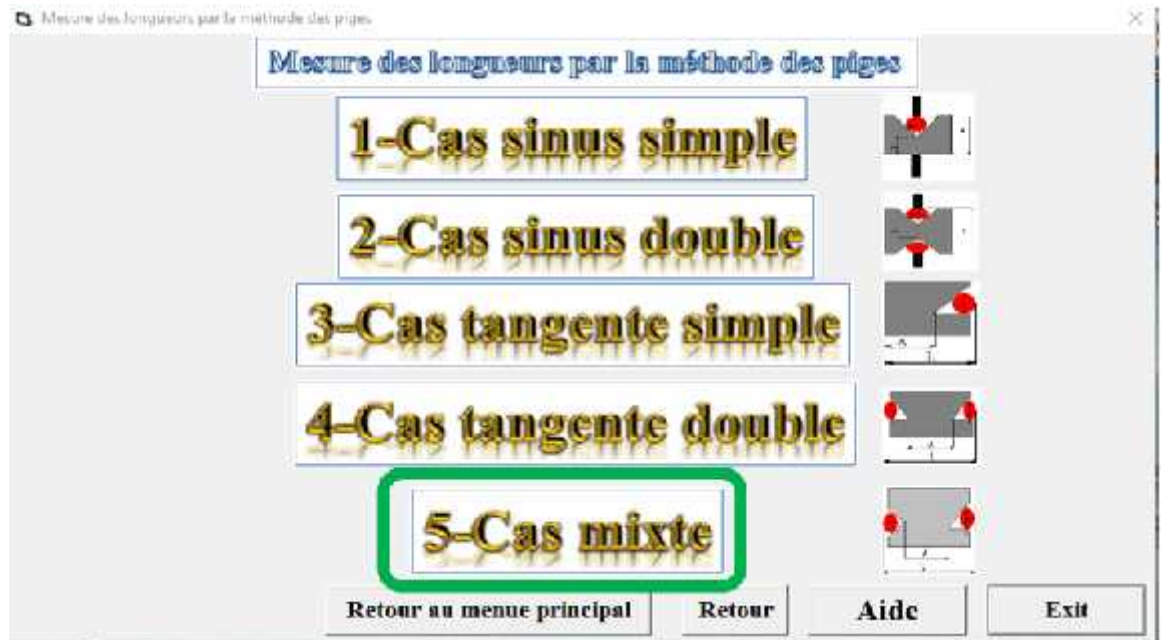 Mesure des longueurs par la méthode des piges
Mesure des longueurs par la méthode des piges
1-Cas sinus simple
2-Cas sinus double
3-Cas tangente simple
4-Cas tangente double
5-Cas mixte
Retour au menue principal
Retour
Aide
Exit